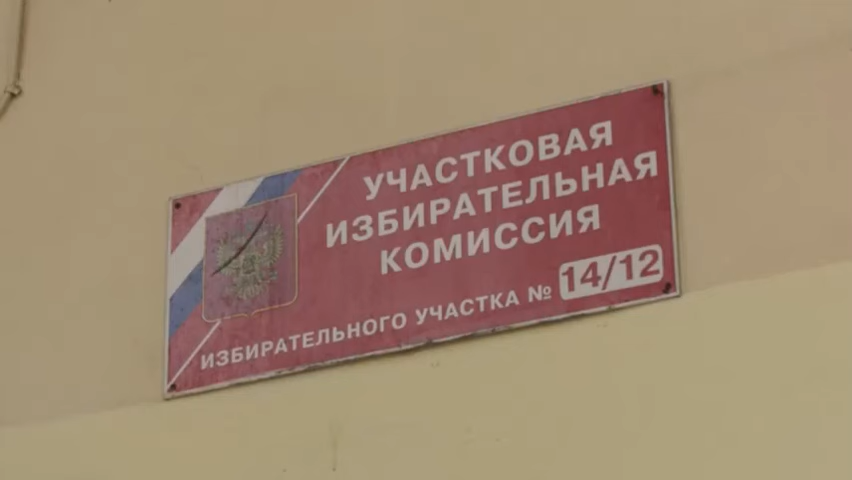 УЧАСТКОВАЯ
ИЗБИРАТЕЛЬНАЯ
КОМИССИЯ
ИЗБИРАТЕЛЬНОГО УЧАСТКА № 14/12